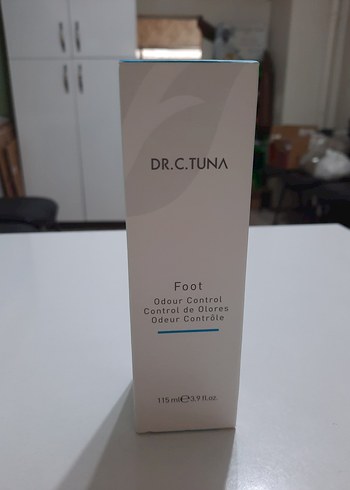 DR.C.TUNA
Foot
Odour Control
Control de Olores
Odeur Contrôle
115 ml ℮ 3.9 fl.oz.